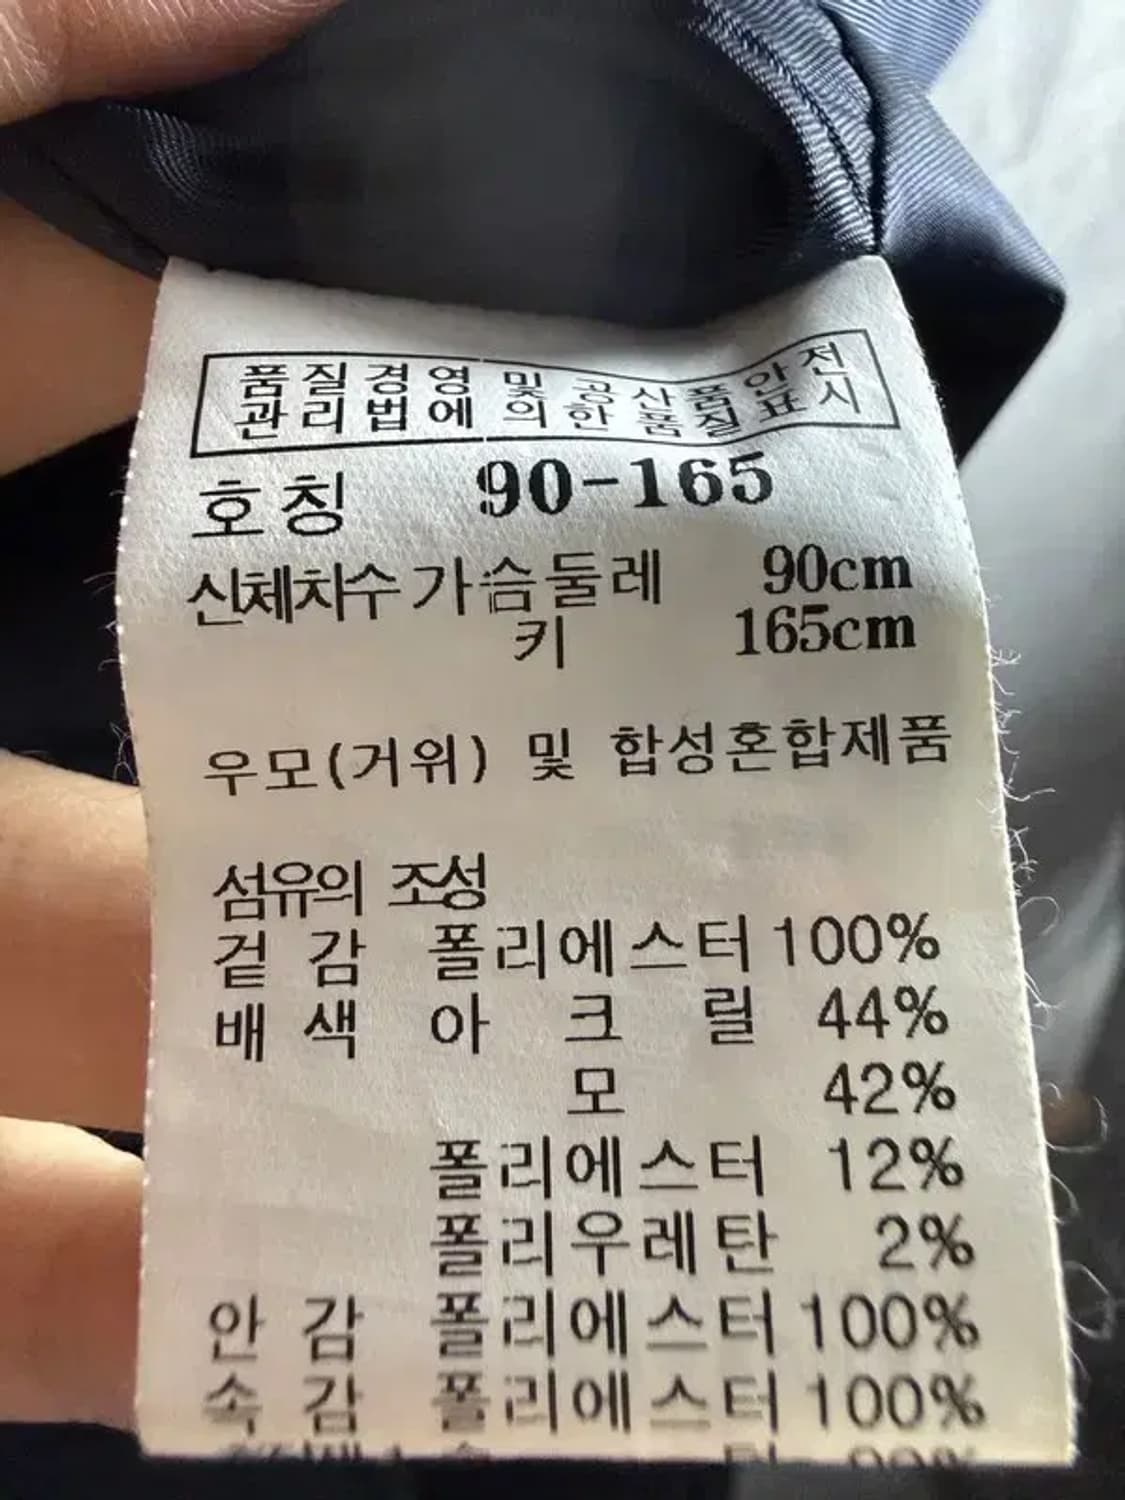 품질경영 및 공산품안전
관리법에 의한 품질표시
호칭 90-165
신체치수 가슴둘레 90cm
키 165cm
우모(거위) 및 합성혼합제품
섬유의 조성
겉감 폴리에스터 100%
배색 아크릴 44%
모 42%
폴리에스터 12%
폴리우레탄 2%
안감 폴리에스터 100%
속감 폴리에스터 100%